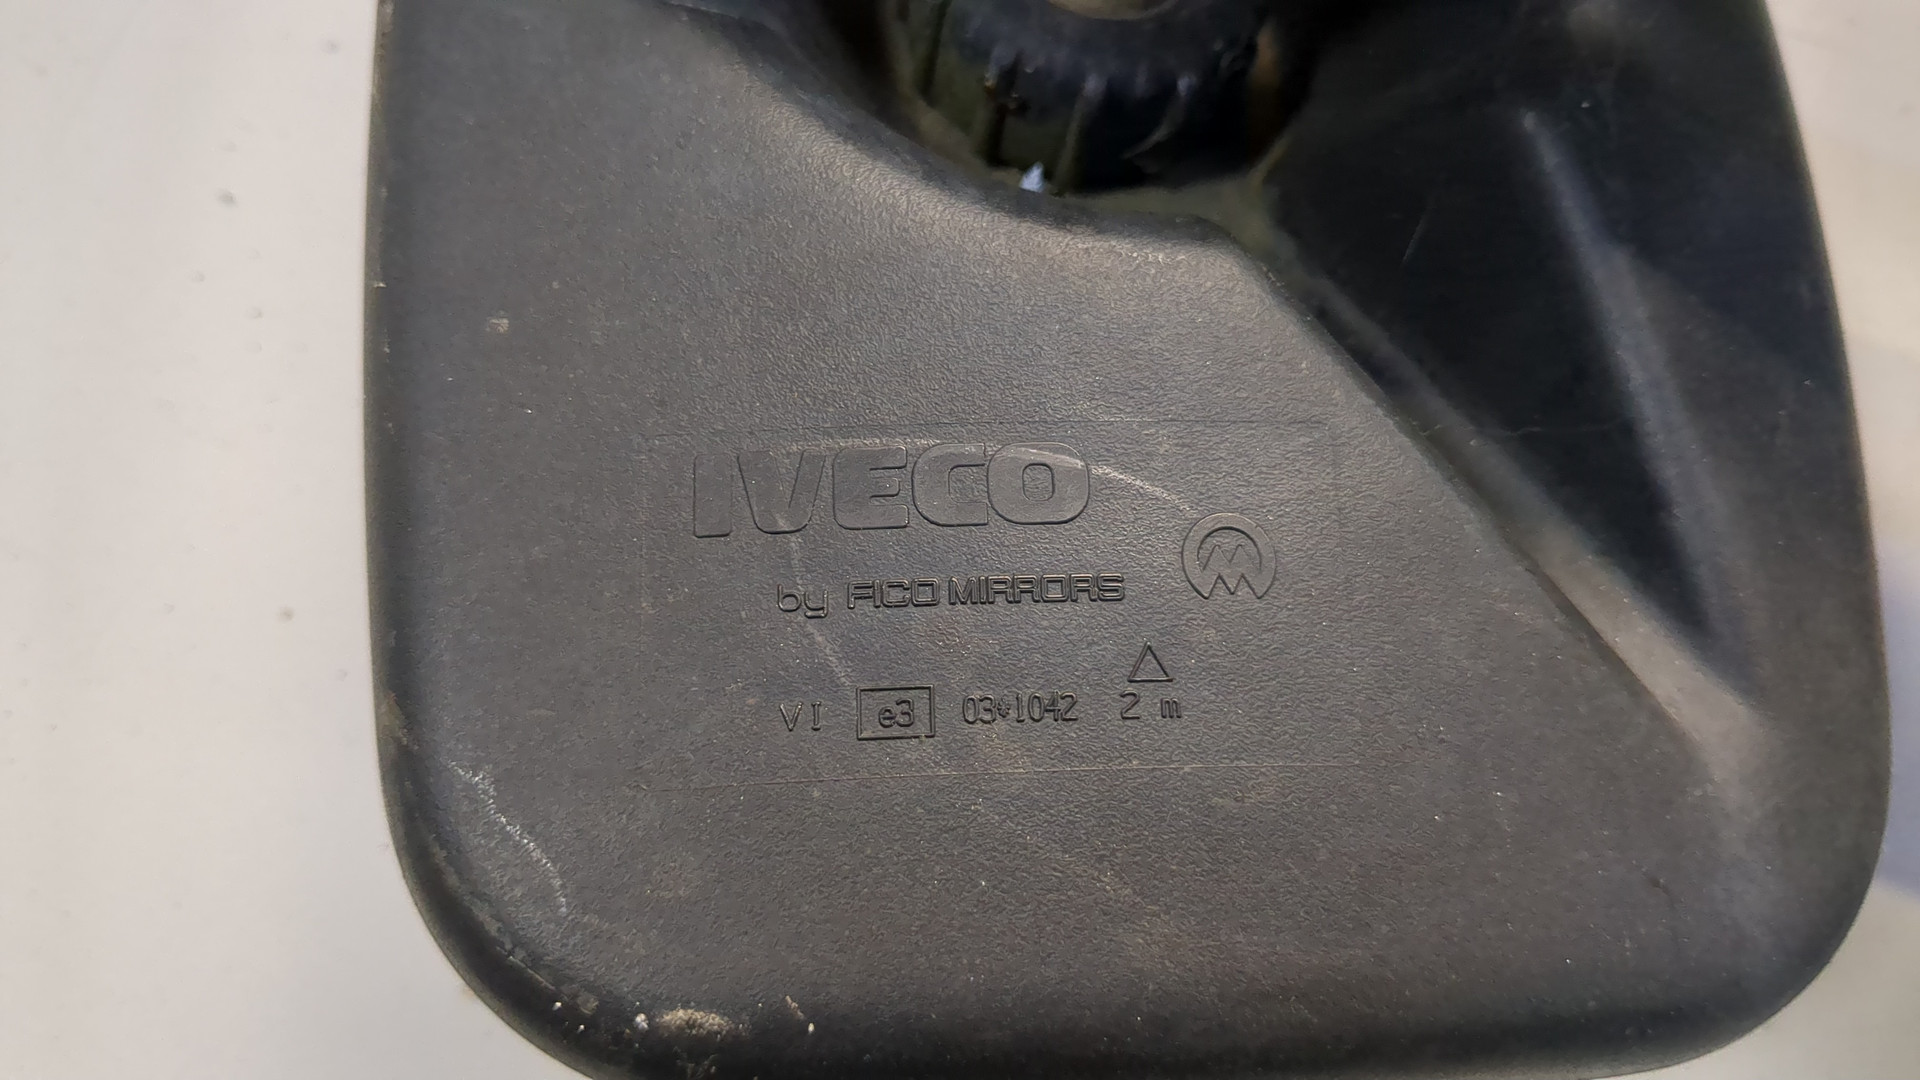 IVECO
by FICO MIRRORS
VI e3 03*1042 2 m